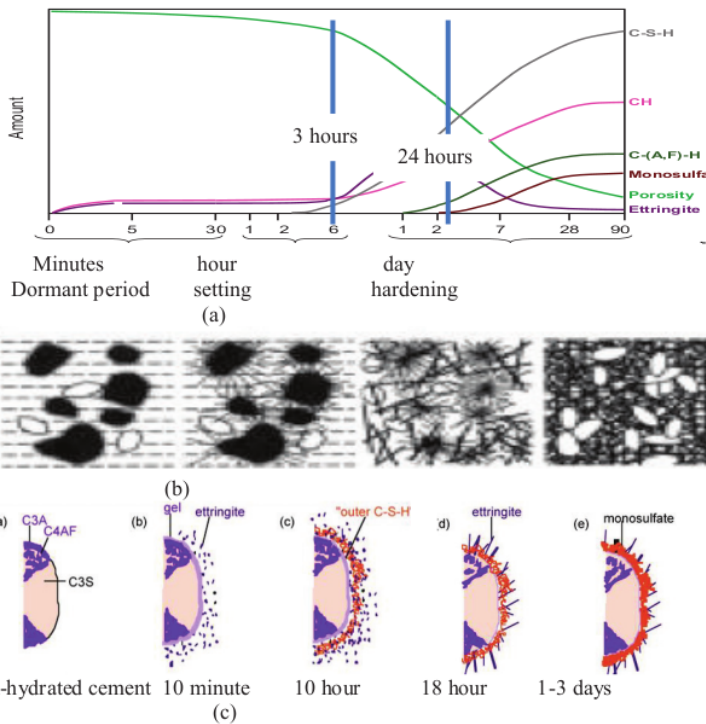 Amount
C-S-H
CH
3 hours
24 hours
C-(A,F)-H
Monosulfa
Porosity
Ettringite
0 5 30 1 2 6 1 2 7 28 90
Minutes hour day
Dormant period setting hardening
(a)
(b)
a) (b) (c) (d) (e)
C3A
C4AF
C3S
gel
ettringite
"outer C-S-H
ettringite
monosulfate
-hydrated cement 10 minute 10 hour 18 hour 1-3 days
(c)